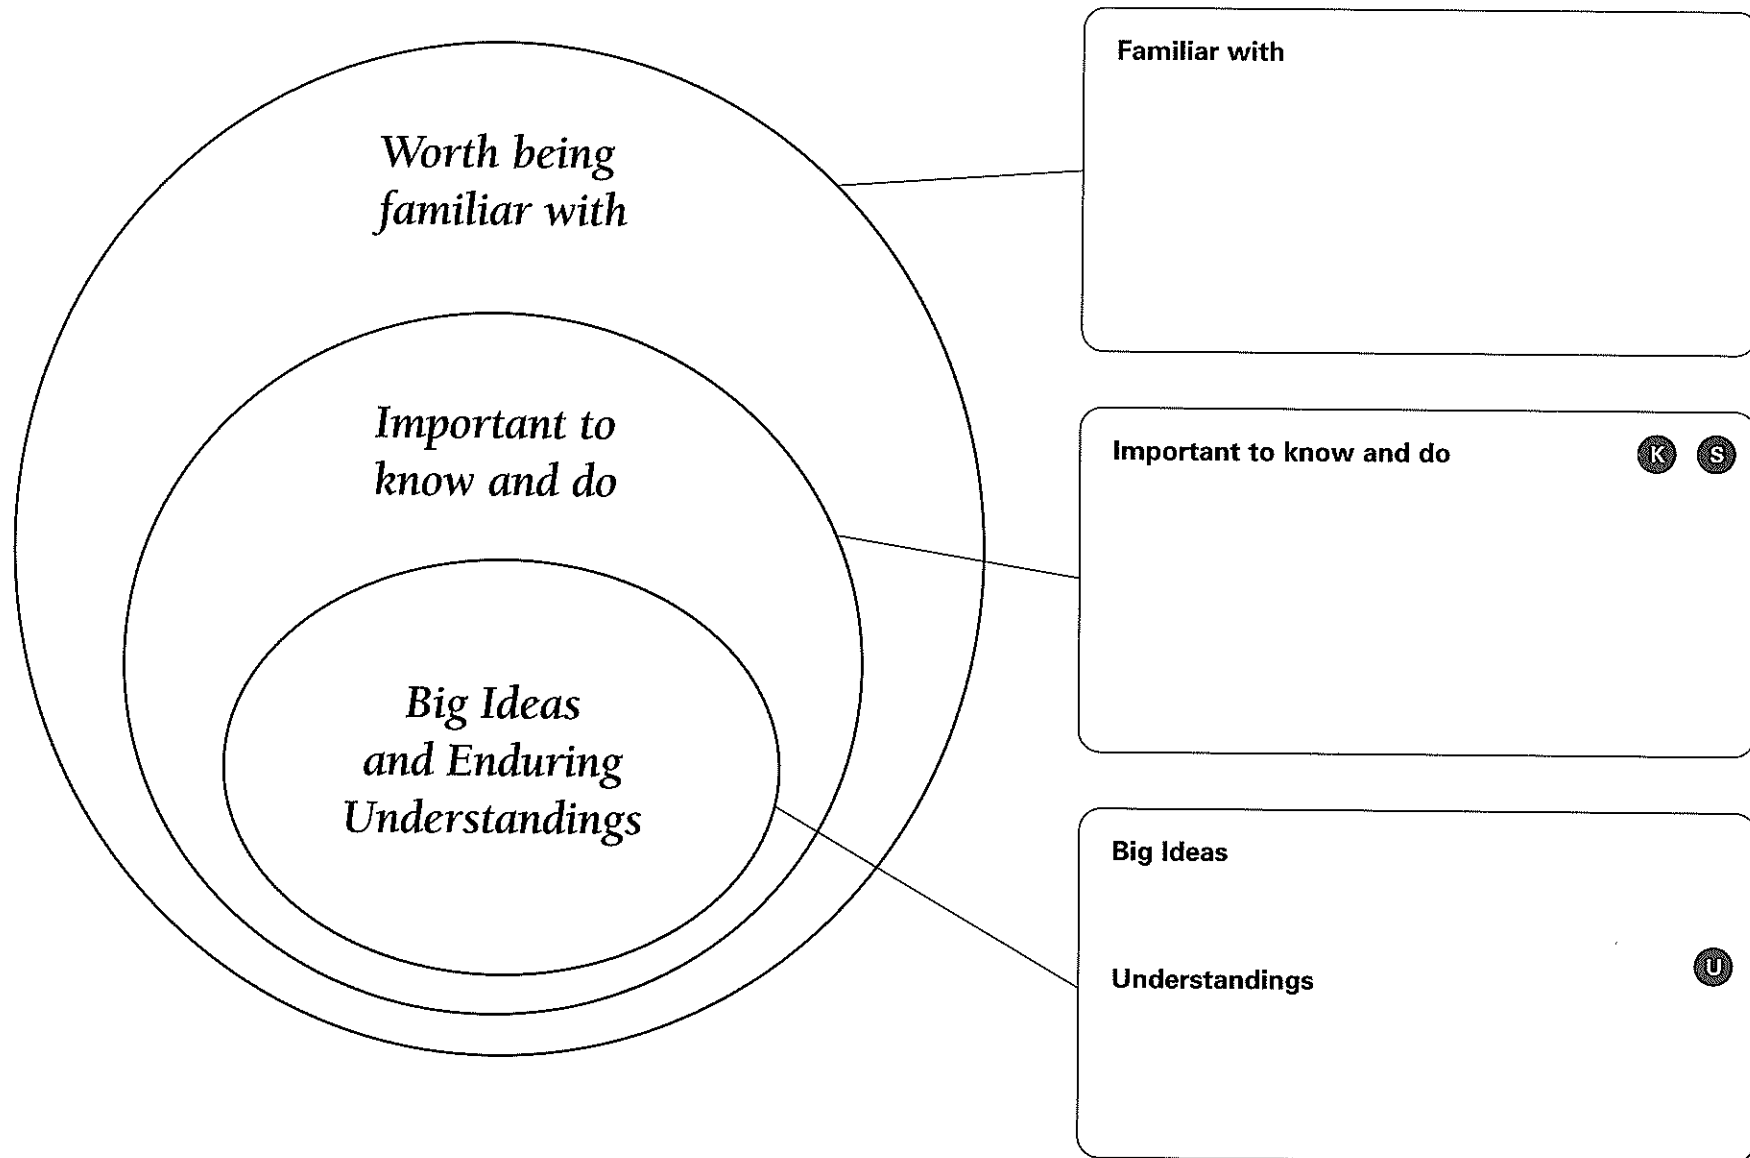 Worth being
familiar with
Important to
know and do
Big Ideas
and Enduring
Understandings
Familiar with
Important to know and do K S
Big Ideas
Understandings U